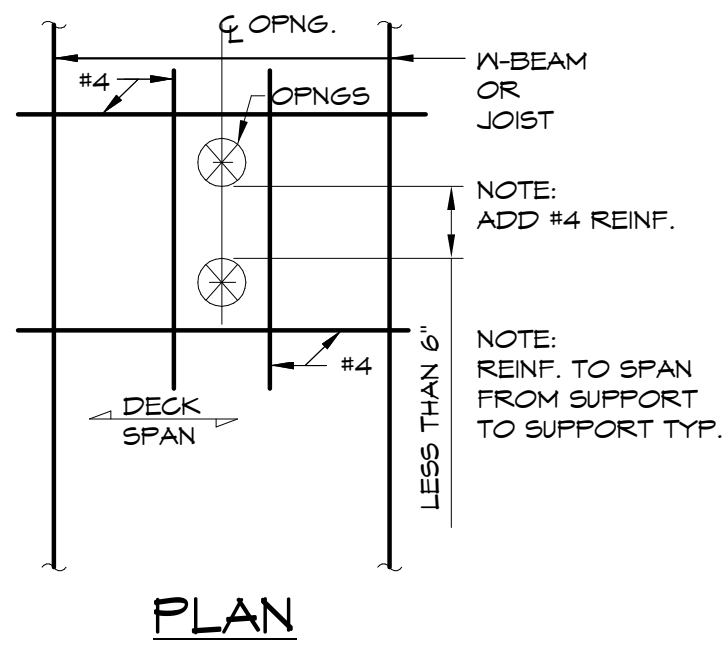 ℄ OPNG.
W-BEAM
OR
JOIST
#4
OPNGS
NOTE:
ADD #4 REINF.
LESS THAN 6"
NOTE:
REINF. TO SPAN
FROM SUPPORT
TO SUPPORT TYP.
#4
DECK
SPAN
PLAN